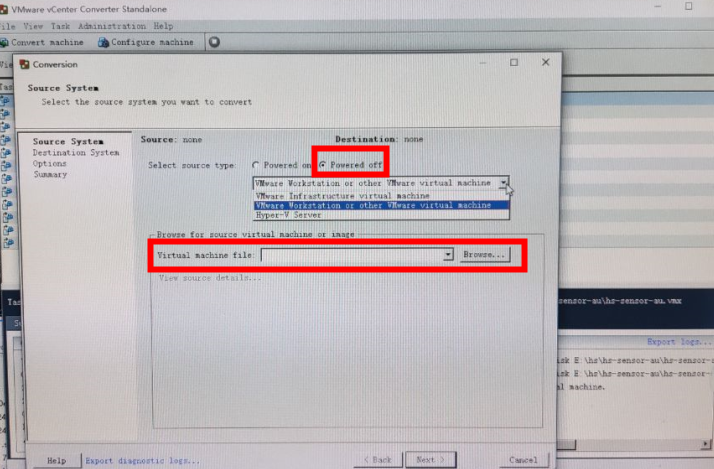 VMware vCenter Converter Standalone
File View Task Administration Help
Convert machine Configure machine
Conversion
Source System
Select the source system you want to convert
Source System
Destination System
Options
Summary
Source: none Destination: none
Select source type: Powered on Powered off
VMware Workstation or other VMware virtual machine
VMware Infrastructure virtual machine
VMware Workstation or other VMware virtual machine
Hyper-V Server
Browse for source virtual machine or image
Virtual machine file: Browse...
View source details...
sensor-au\hs-sensor-au.vmx
Export logs...
isk E:\hs\hs-sensor-au\hs-sensor-a
isk E:\hs\hs-sensor-au\hs-sensor-
al machine.
Help Export diagnostic logs... < Back Next > Cancel